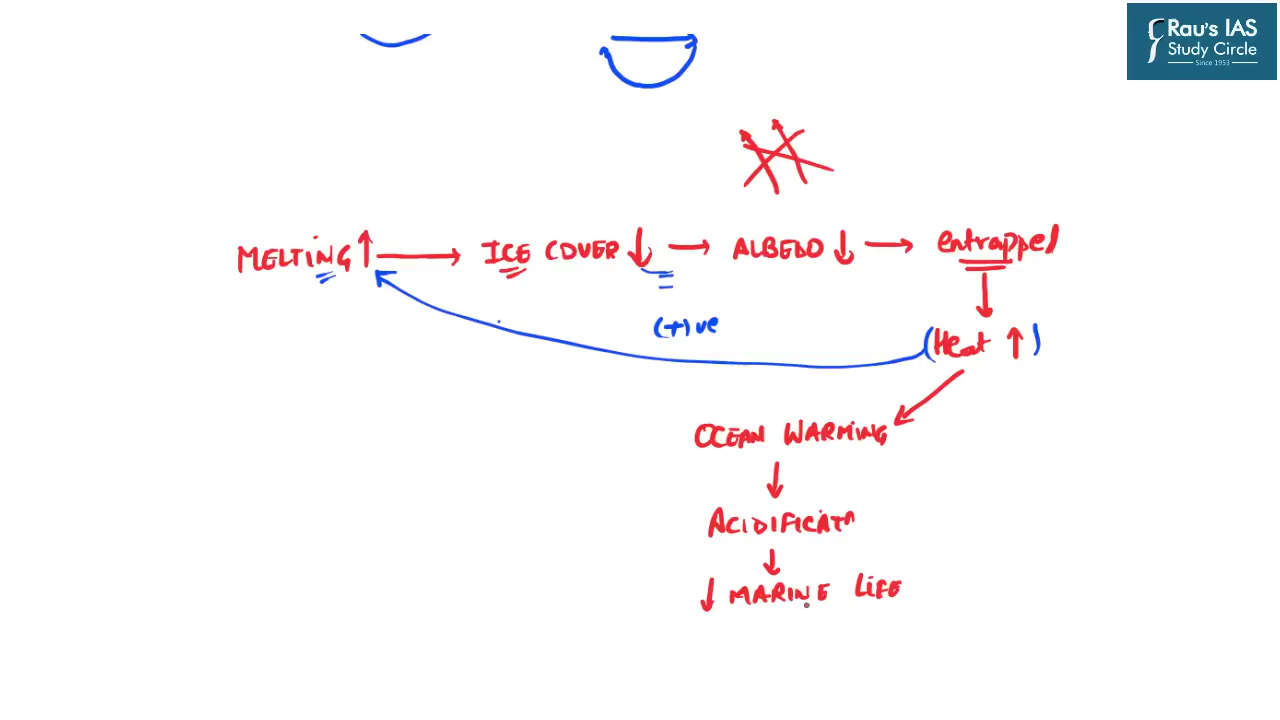 Rau's IAS
Study Circle
Since 1953
MELTING ↑ → ICE COVER ↓ → ALBEDO ↓ → entrapped
(+)ve
(Heat ↑)
OCEAN WARMING
↓
ACIDIFICATⁿ
↓
↓ MARINE LIFE